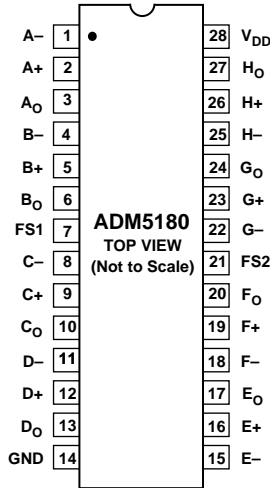 A– 1 28 VDD
A+ 2 27 HO
AO 3 26 H+
B– 4 25 H–
B+ 5 24 GO
BO 6 23 G+
FS1 7 22 G–
C– 8 21 FS2
C+ 9 20 FO
CO 10 19 F+
D– 11 18 F–
D+ 12 17 EO
DO 13 16 E+
GND 14 15 E–
ADM5180
TOP VIEW
(Not to Scale)